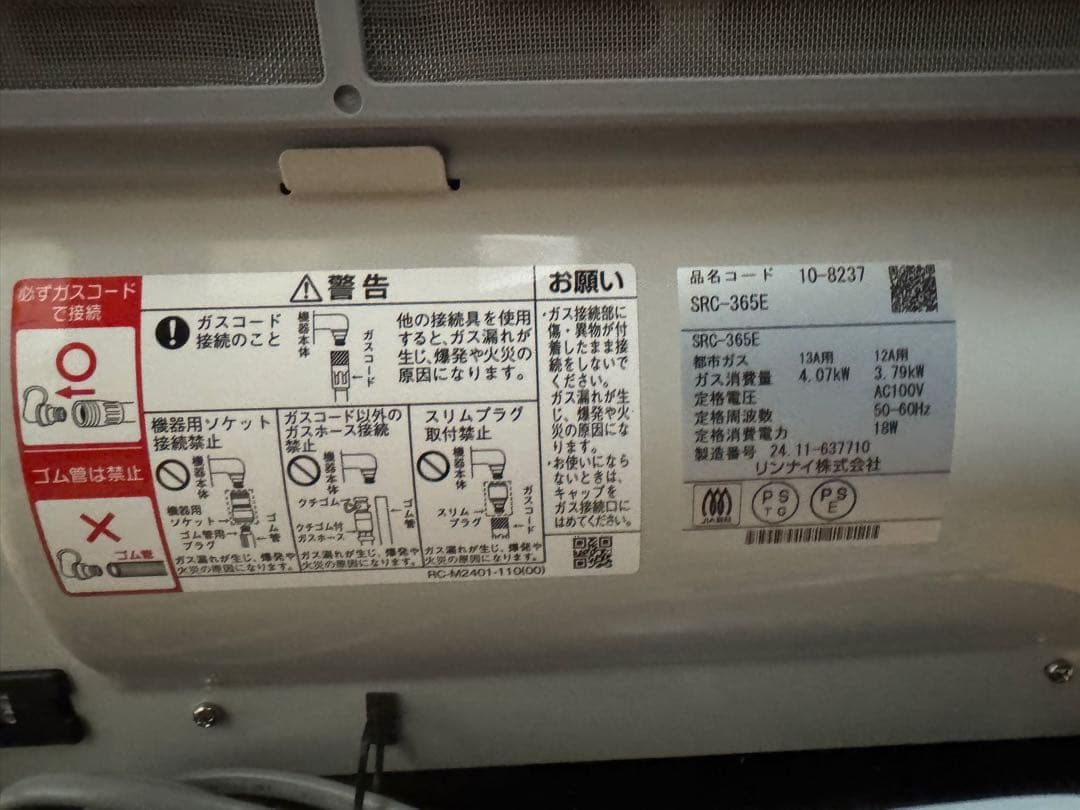 必ずガスコード
で接続
ゴム管は禁止
ゴム管
警告
ガスコード
接続のこと
機器本体
ガスコード
他の接続具を使用
すると、ガス漏れが
生じ、爆発や火災の
原因になります。
機器用ソケット
接続禁止
機器本体
機器用
ソケット
ゴム管用
プラグ
ゴム管
ガス漏れが生じ、爆発や
火災の原因になります。
ガスコード以外の
ガスホース接続
禁止
機器本体
ウチゴム
ウチゴム付
ガスホース
ゴム管
ガス漏れが生じ、爆発や
火災の原因になります。
スリムプラグ
取付禁止
機器本体
スリム
プラグ
ガスコード
ガス漏れが生じ、爆発や
火災の原因になります。
RC-M2401-110(00)
お願い
・ガス接続部に
傷・異物が付
着したまま接
続をしないで
ください。
ガス漏れが生
じ、爆発や火
災の原因にな
ります。
・お使いになら
ないときは、
キャップを
ガス接続口に
はめてください。
品名コード 10-8237
SRC-365E
SRC-365E
都市ガス 13A用 12A用
ガス消費量 4.07kW 3.79kW
定格電圧 AC100V
定格周波数 50-60Hz
定格消費電力 18W
製造番号 24.11-637710
リンナイ株式会社
PS
TG
PS
E